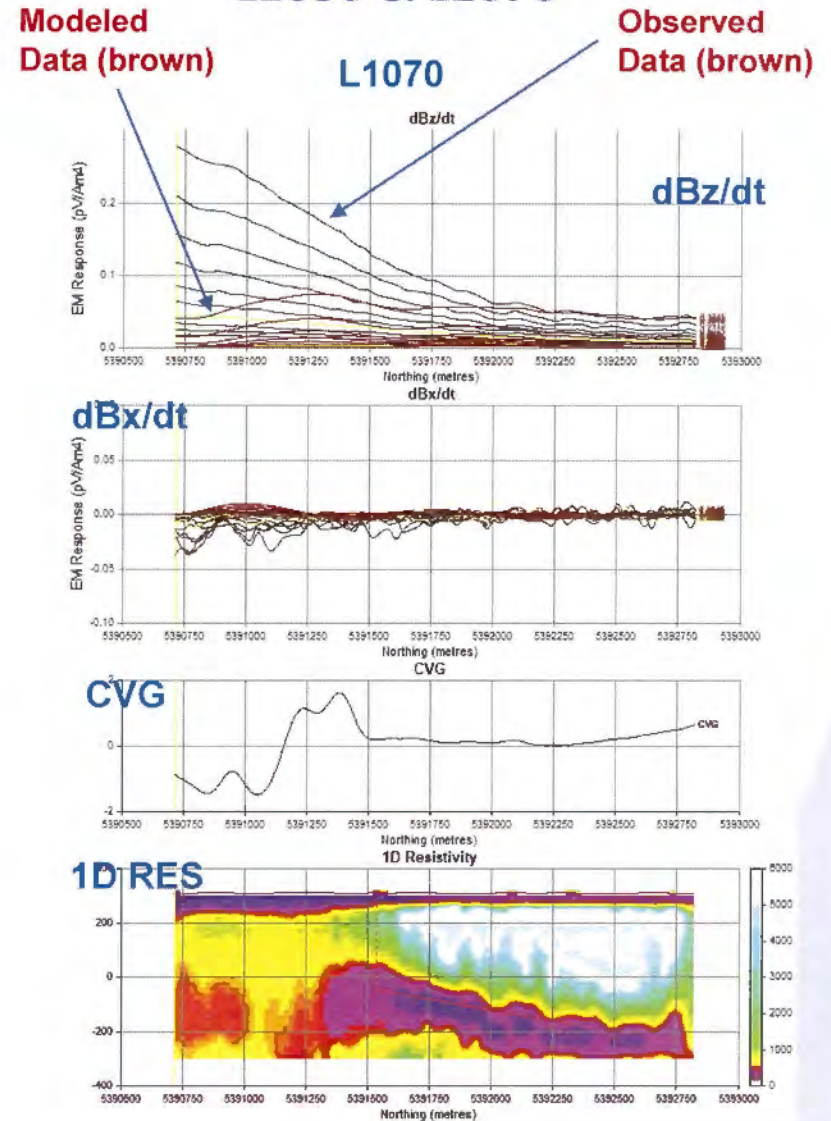 Modeled
Data (brown)
Observed
Data (brown)
L1070
dBz/dt
dBz/dt
EM Response (pV/Am4)
0.2
0.1
0.0
5390500 5390750 5391000 5391250 5391500 5391750 5392000 5392250 5392500 5392750 5393000
Northing (metres)
dBx/dt
dBx/dt
EM Response (pV/Am4)
0.05
0.00
-0.05
-0.10
5390500 5390750 5391000 5391250 5391500 5391750 5392000 5392250 5392500 5392750 5393000
Northing (metres)
CVG
CVG
2
0
-2
CVG
5390500 5390750 5391000 5391250 5391500 5391750 5392000 5392250 5392500 5392750 5393000
Northing (metres)
1D Resistivity
1D RES
200
0
-200
-400
5000
4000
3000
2000
1000
0
5390500 5390750 5391000 5391250 5391500 5391750 5392000 5392250 5392500 5392750 5393000
Northing (metres)